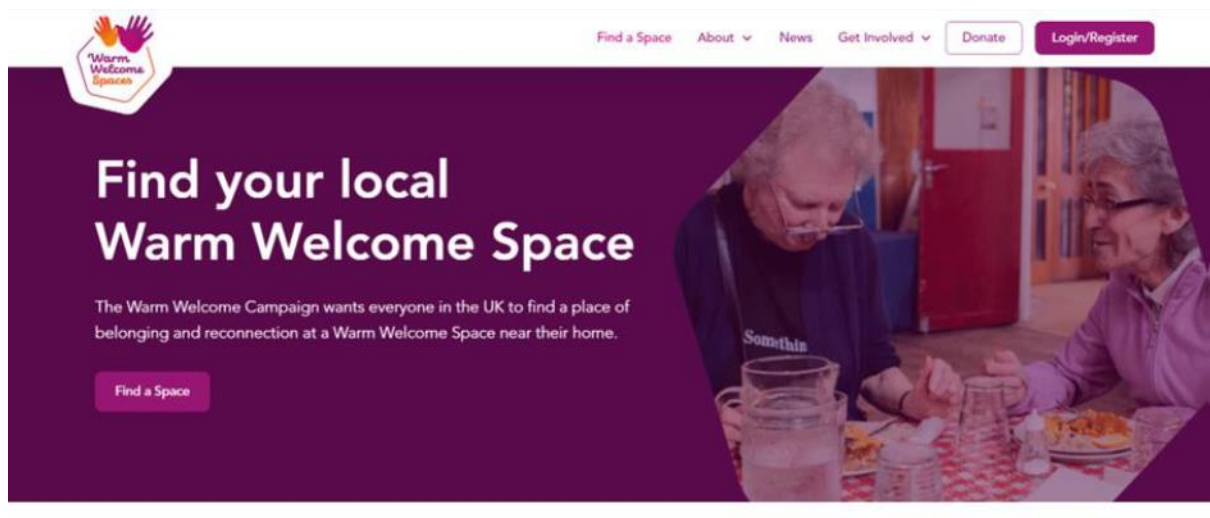 Warm
Welcome
Spaces
Find a Space
About
News
Get Involved
Donate
Login/Register
Find your local
Warm Welcome Space
The Warm Welcome Campaign wants everyone in the UK to find a place of
belonging and reconnection at a Warm Welcome Space near their home.
Find a Space
Somethin